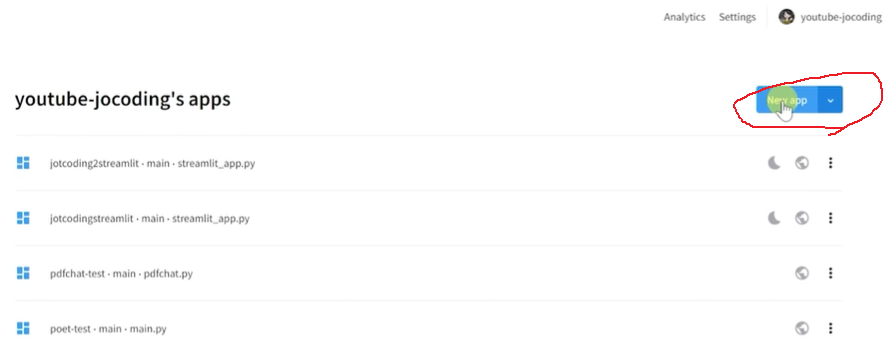 Analytics Settings youtube-jocoding
youtube-jocoding's apps
New app
jotcoding2streamlit · main · streamlit_app.py
jotcodingstreamlit · main · streamlit_app.py
pdfchat-test · main · pdfchat.py
poet-test · main · main.py